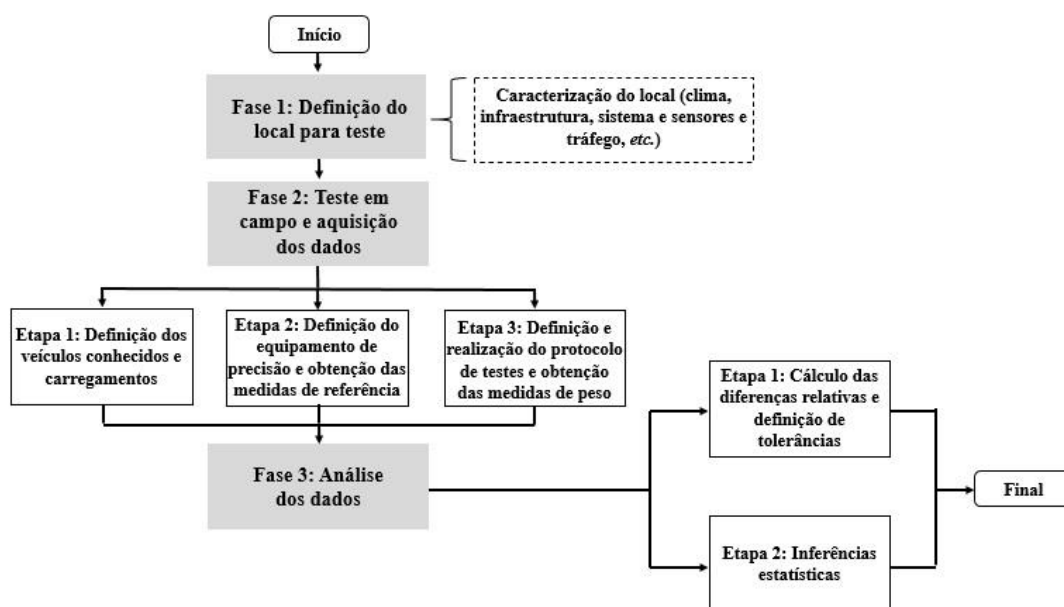 Início
Fase 1: Definição do
local para teste
Caracterização do local (clima,
infraestrutura, sistema e sensores e
tráfego, etc.)
Fase 2: Teste em
campo e aquisição
dos dados
Etapa 1: Definição dos
veículos conhecidos e
carregamentos
Etapa 2: Definição do
equipamento de
precisão e obtenção das
medidas de referência
Etapa 3: Definição e
realização do protocolo
de testes e obtenção
das medidas de peso
Fase 3: Análise
dos dados
Etapa 1: Cálculo das
diferenças relativas e
definição de
tolerâncias
Etapa 2: Inferências
estatísticas
Final